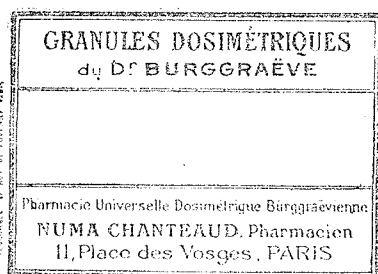 GRANULES DOSIMÉTRIQUES
du Dr BURGGRAËVE
Pharmacie Universelle Dosimétrique Burggraëvienne
NUMA CHANTEAUD, Pharmacien
11, Place des Vosges, PARIS